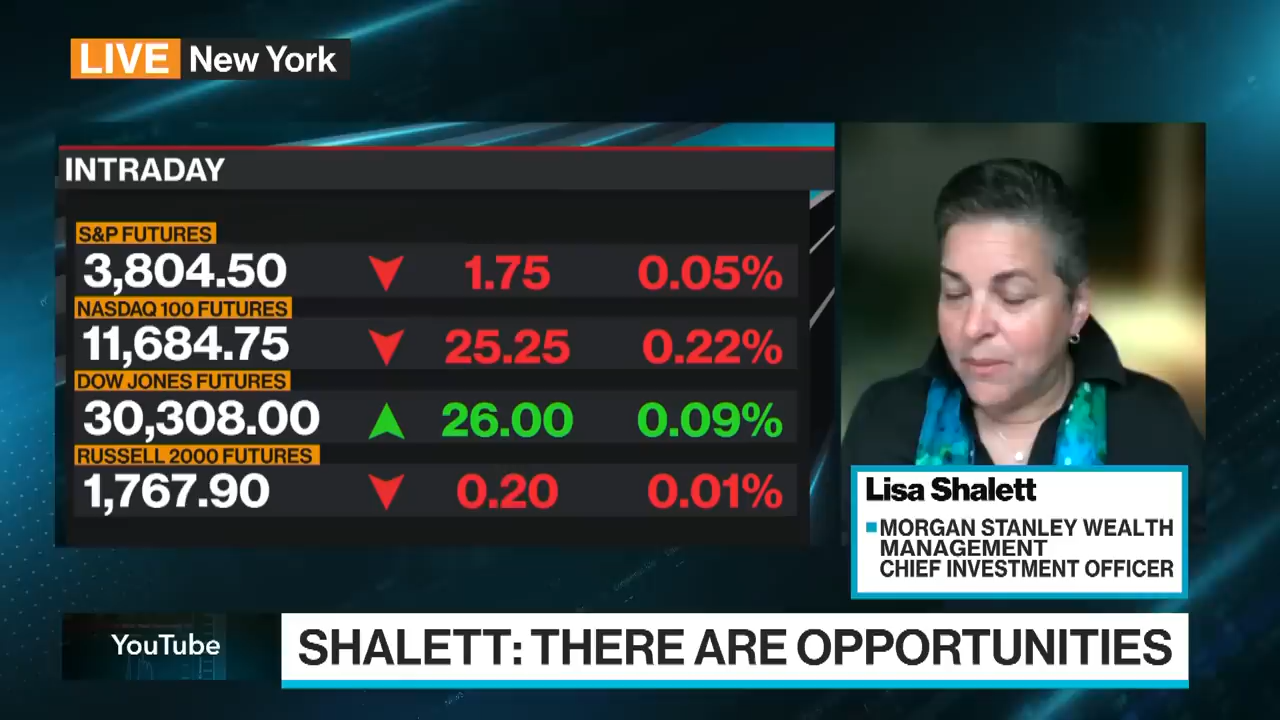 LIVE New York
INTRADAY
S&P FUTURES
3,804.50 1.75 0.05%
NASDAQ 100 FUTURES
11,684.75 25.25 0.22%
DOW JONES FUTURES
30,308.00 26.00 0.09%
RUSSELL 2000 FUTURES
1,767.90 0.20 0.01%
Lisa Shalett
MORGAN STANLEY WEALTH
MANAGEMENT
CHIEF INVESTMENT OFFICER
YouTube
SHALETT: THERE ARE OPPORTUNITIES